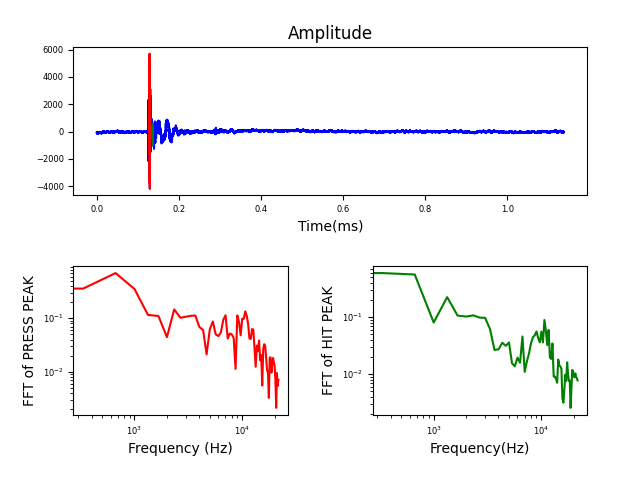 Amplitude
6000
4000
2000
0
−2000
−4000
0.0 0.2 0.4 0.6 0.8 1.0
Time(ms)
FFT of PRESS PEAK
10⁻¹
10⁻²
10³ 10⁴
Frequency (Hz)
FFT of HIT PEAK
10⁻¹
10⁻²
10³ 10⁴
Frequency(Hz)